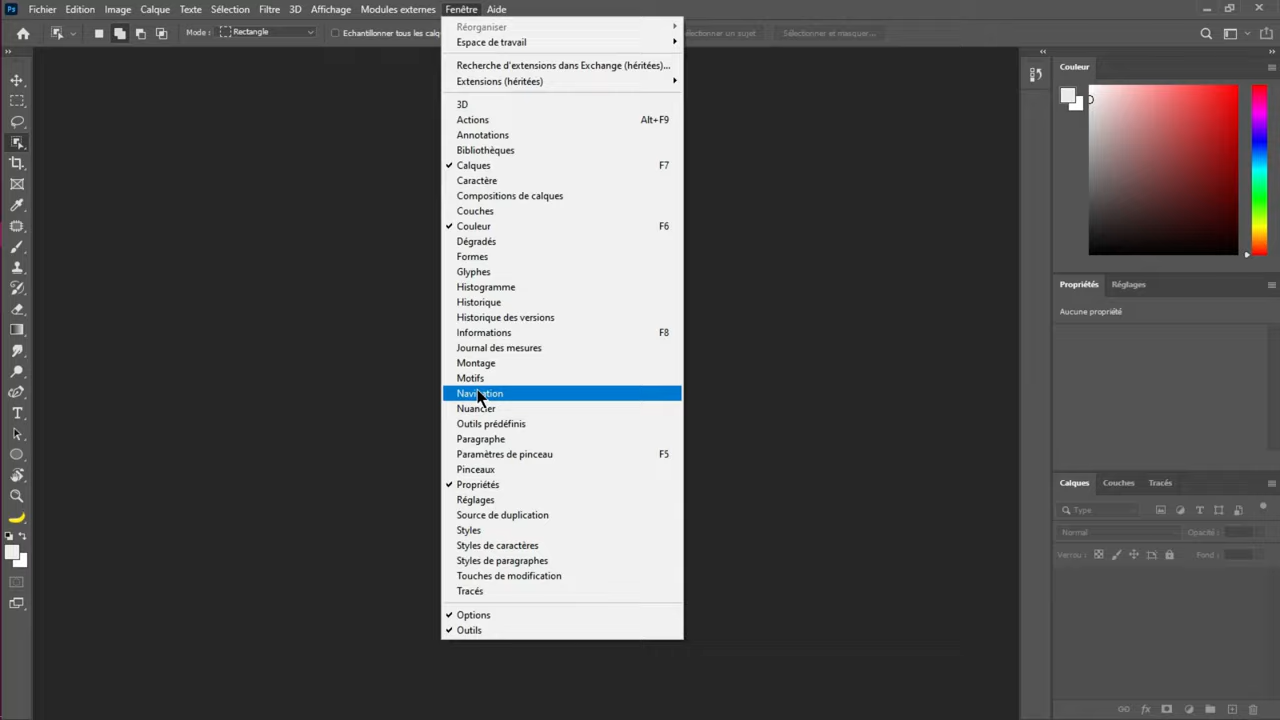 Ps Fichier Edition Image Calque Texte Sélection Filtre 3D Affichage Modules externes Fenêtre Aide
Mode : Rectangle Echantillonner tous les calq électionner un sujet Sélectionner et masquer...
Réorganiser
Espace de travail
Recherche d'extensions dans Exchange (héritées)...
Extensions (héritées)
3D
Actions Alt+F9
Annotations
Bibliothèques
Calques F7
Caractère
Compositions de calques
Couches
Couleur F6
Dégradés
Formes
Glyphes
Histogramme
Historique
Historique des versions
Informations F8
Journal des mesures
Montage
Motifs
Navigation
Nuancier
Outils prédéfinis
Paragraphe
Paramètres de pinceau F5
Pinceaux
Propriétés
Réglages
Source de duplication
Styles
Styles de caractères
Styles de paragraphes
Touches de modification
Tracés
Options
Outils
Couleur
Propriétés Réglages
Aucune propriété
Calques Couches Tracés
Type
Normal Opacité :
Verrou : Fond :